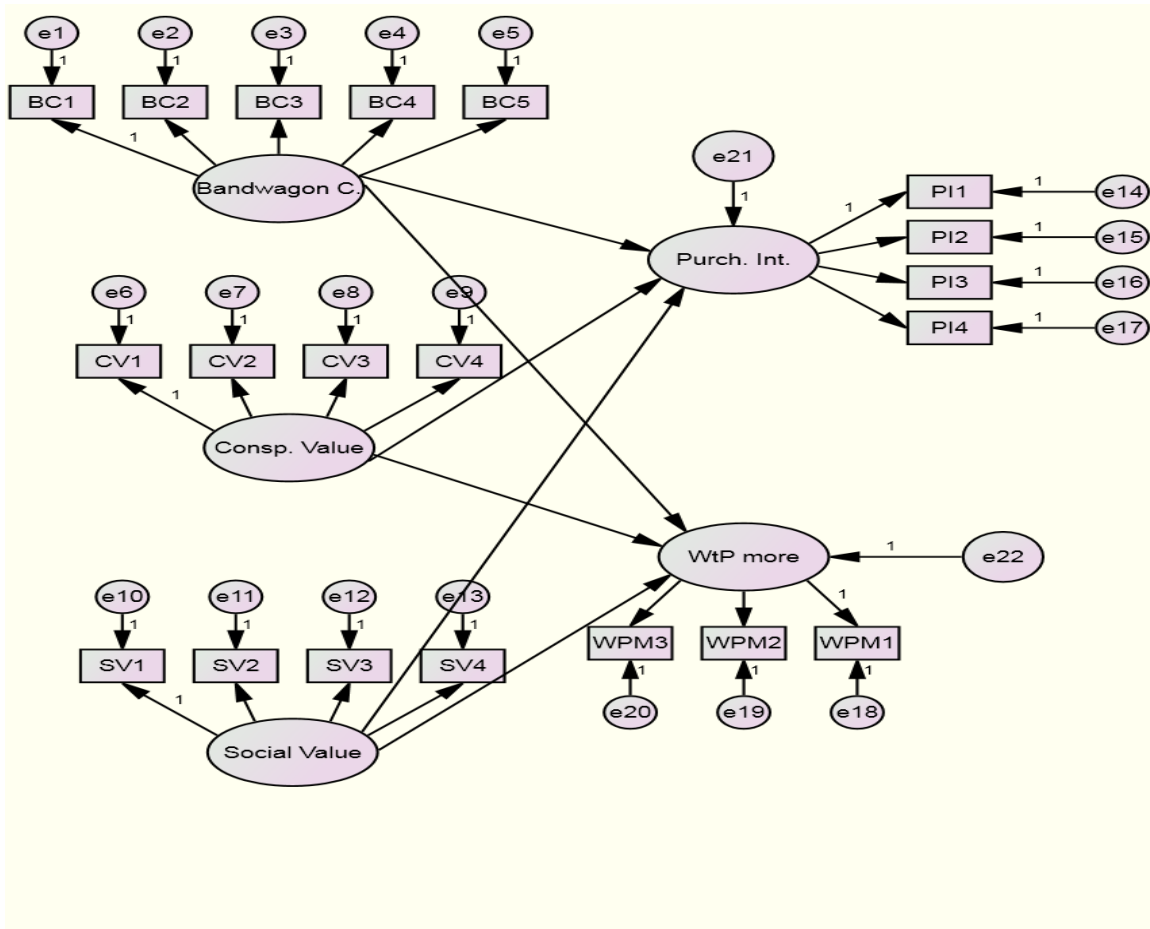 e1 e2 e3 e4 e5
1 1 1 1 1
BC1 BC2 BC3 BC4 BC5
1
Bandwagon C.
e21
1
1
PI1 1 e14
PI2 1 e15
PI3 1 e16
PI4 1 e17
Purch. Int.
e6 e7 e8 e9
1 1 1 1
CV1 CV2 CV3 CV4
1
Consp. Value
WtP more 1 e22
1
WPM3 WPM2 WPM1
1 1 1
e20 e19 e18
e10 e11 e12 e13
1 1 1 1
SV1 SV2 SV3 SV4
1
Social Value